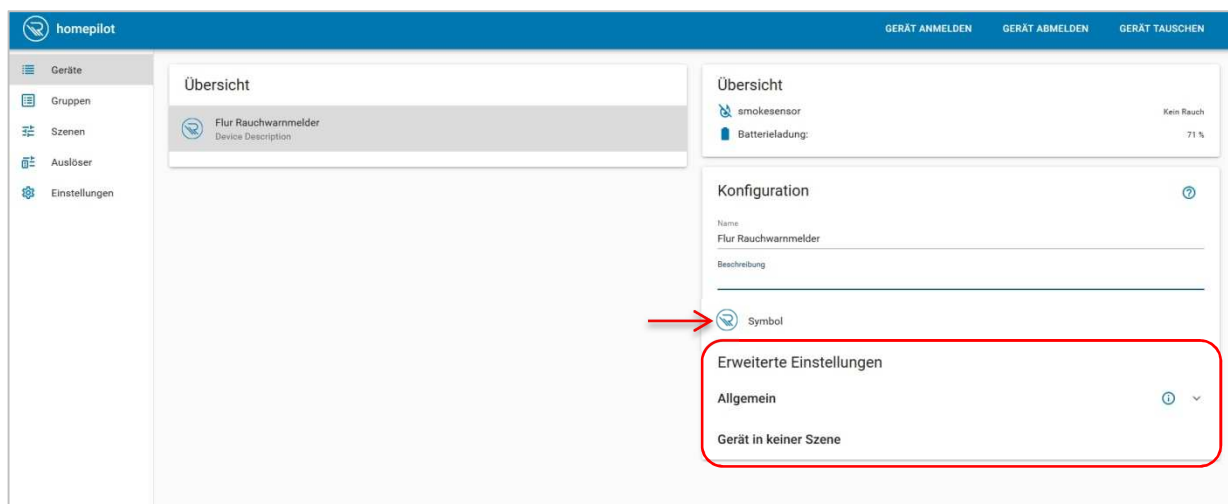 homepilot
GERÄT ANMELDEN GERÄT ABMELDEN GERÄT TAUSCHEN
Geräte
Gruppen
Szenen
Auslöser
Einstellungen
Übersicht
Flur Rauchwarnmelder
Device Description
Übersicht
smokesensor Kein Rauch
Batterieladung: 71 %
Konfiguration
Name
Flur Rauchwarnmelder
Beschreibung
Symbol
Erweiterte Einstellungen
Allgemein
Gerät in keiner Szene